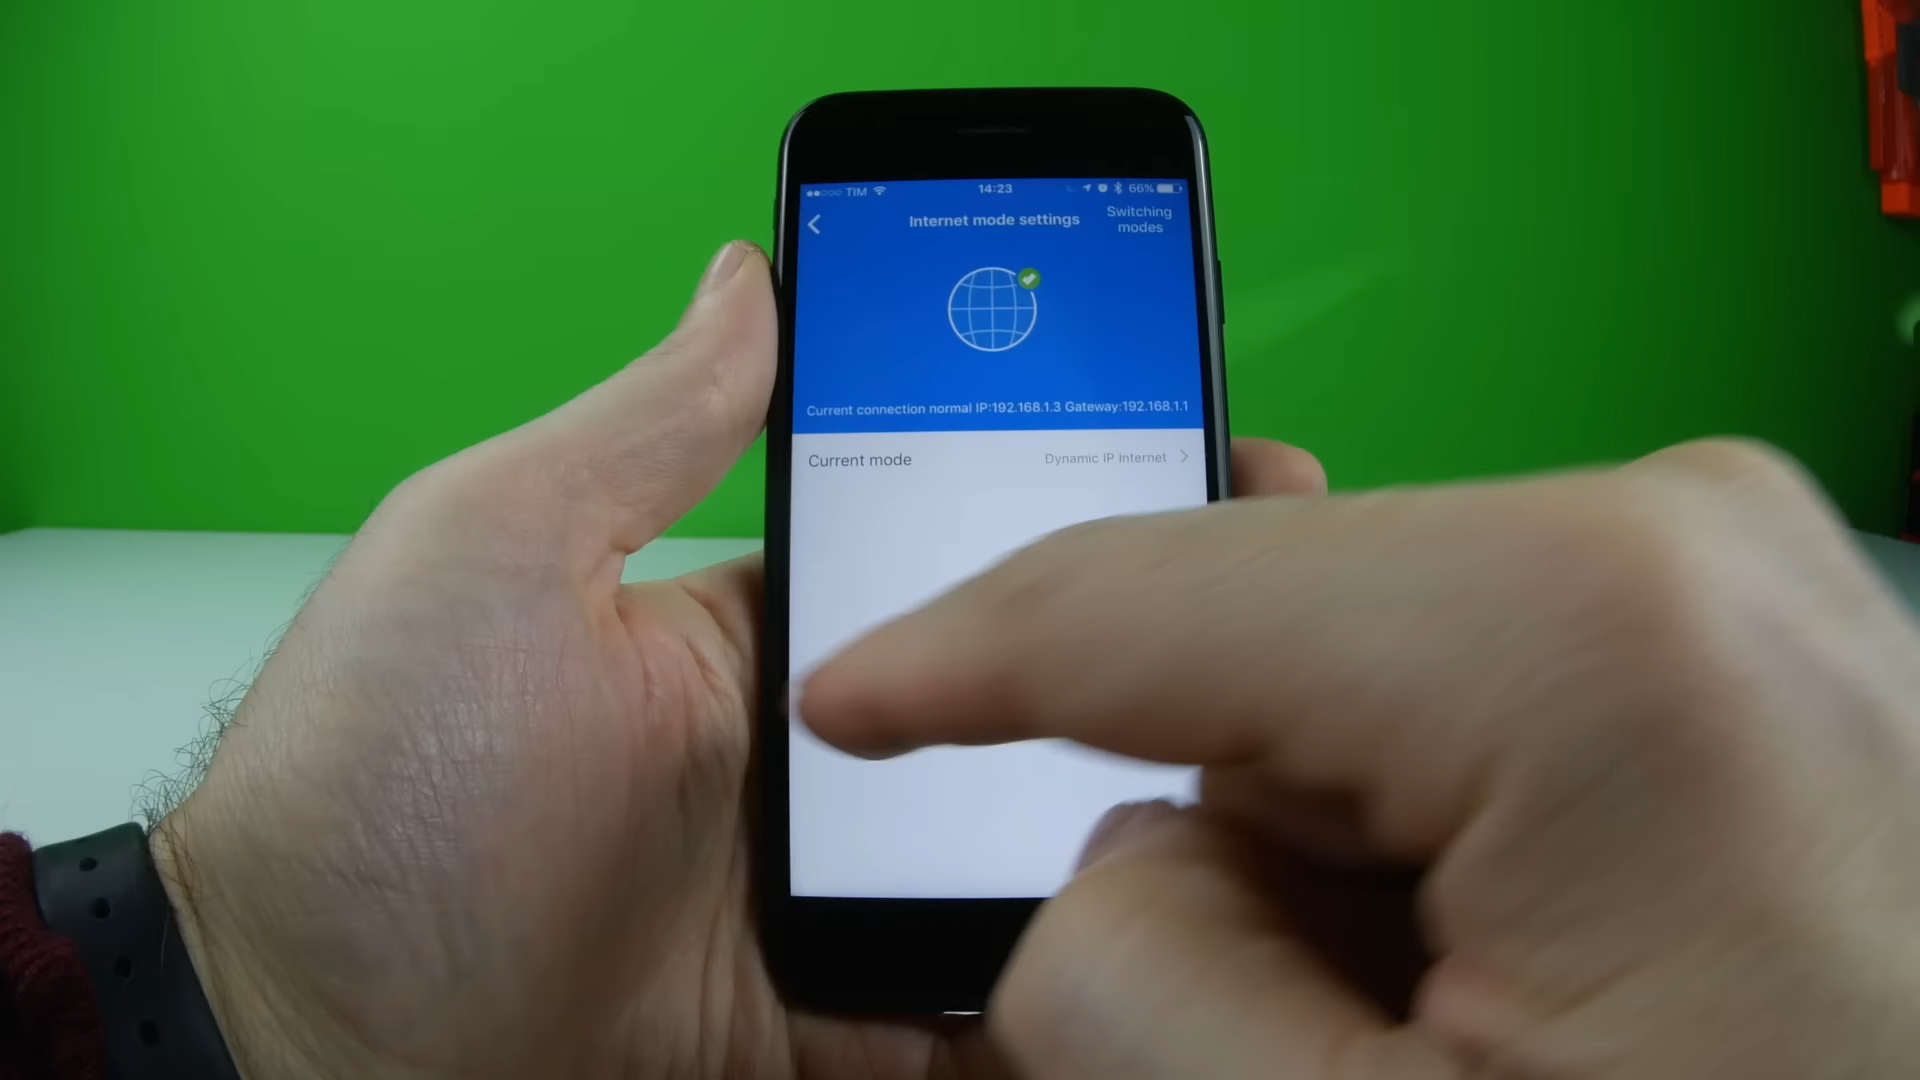 TIM 14:23 66%
Internet mode settings
Switching
modes
Current connection normal IP:192.168.1.3 Gateway:192.168.1.1
Current mode Dynamic IP Internet